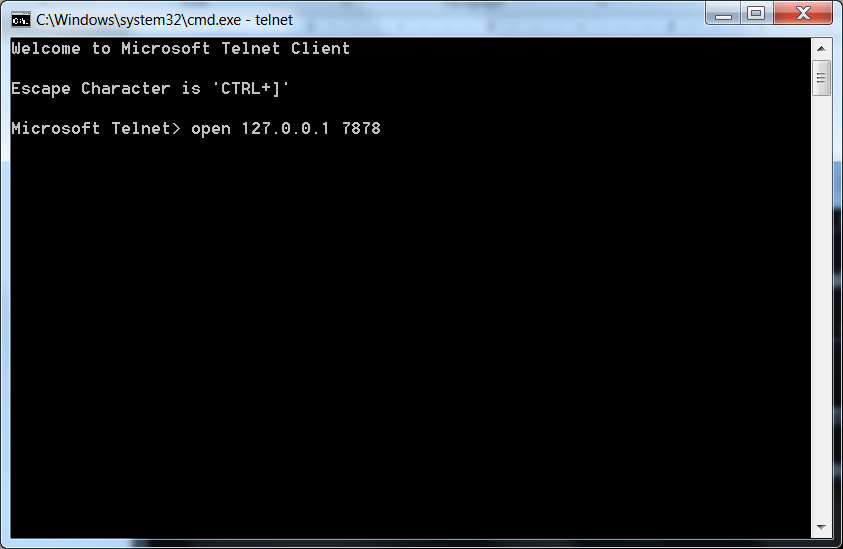 C:\Windows\system32\cmd.exe - telnet
Welcome to Microsoft Telnet Client
Escape Character is 'CTRL+]'
Microsoft Telnet> open 127.0.0.1 7878